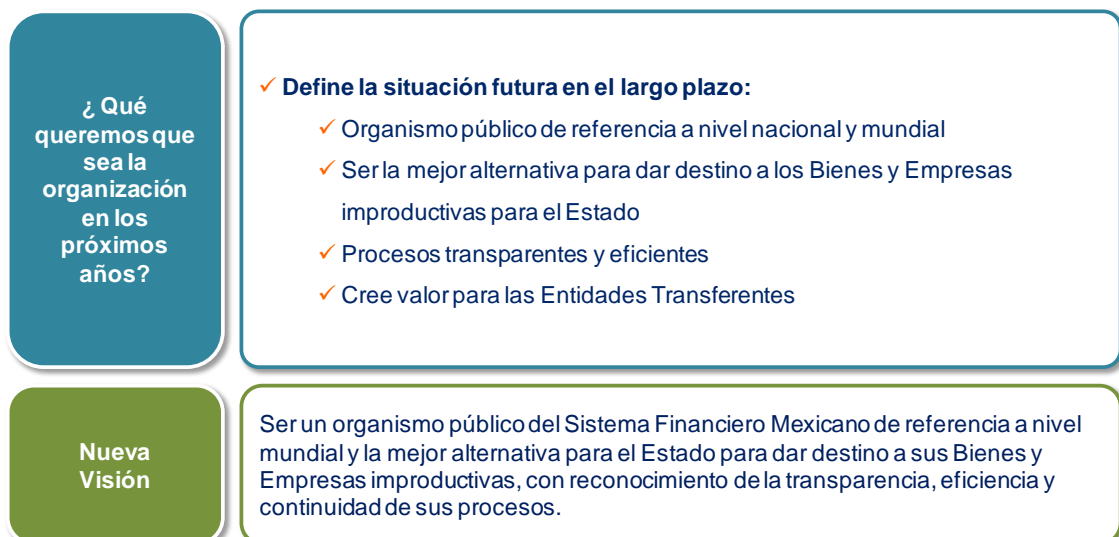 ¿ Qué
queremos que
sea la
organización
en los
próximos
años?
✓ Define la situación futura en el largo plazo:
✓ Organismo público de referencia a nivel nacional y mundial
✓ Ser la mejor alternativa para dar destino a los Bienes y Empresas
improductivas para el Estado
✓ Procesos transparentes y eficientes
✓ Cree valor para las Entidades Transferentes
Nueva
Visión
Ser un organismo público del Sistema Financiero Mexicano de referencia a nivel
mundial y la mejor alternativa para el Estado para dar destino a sus Bienes y
Empresas improductivas, con reconocimiento de la transparencia, eficiencia y
continuidad de sus procesos.